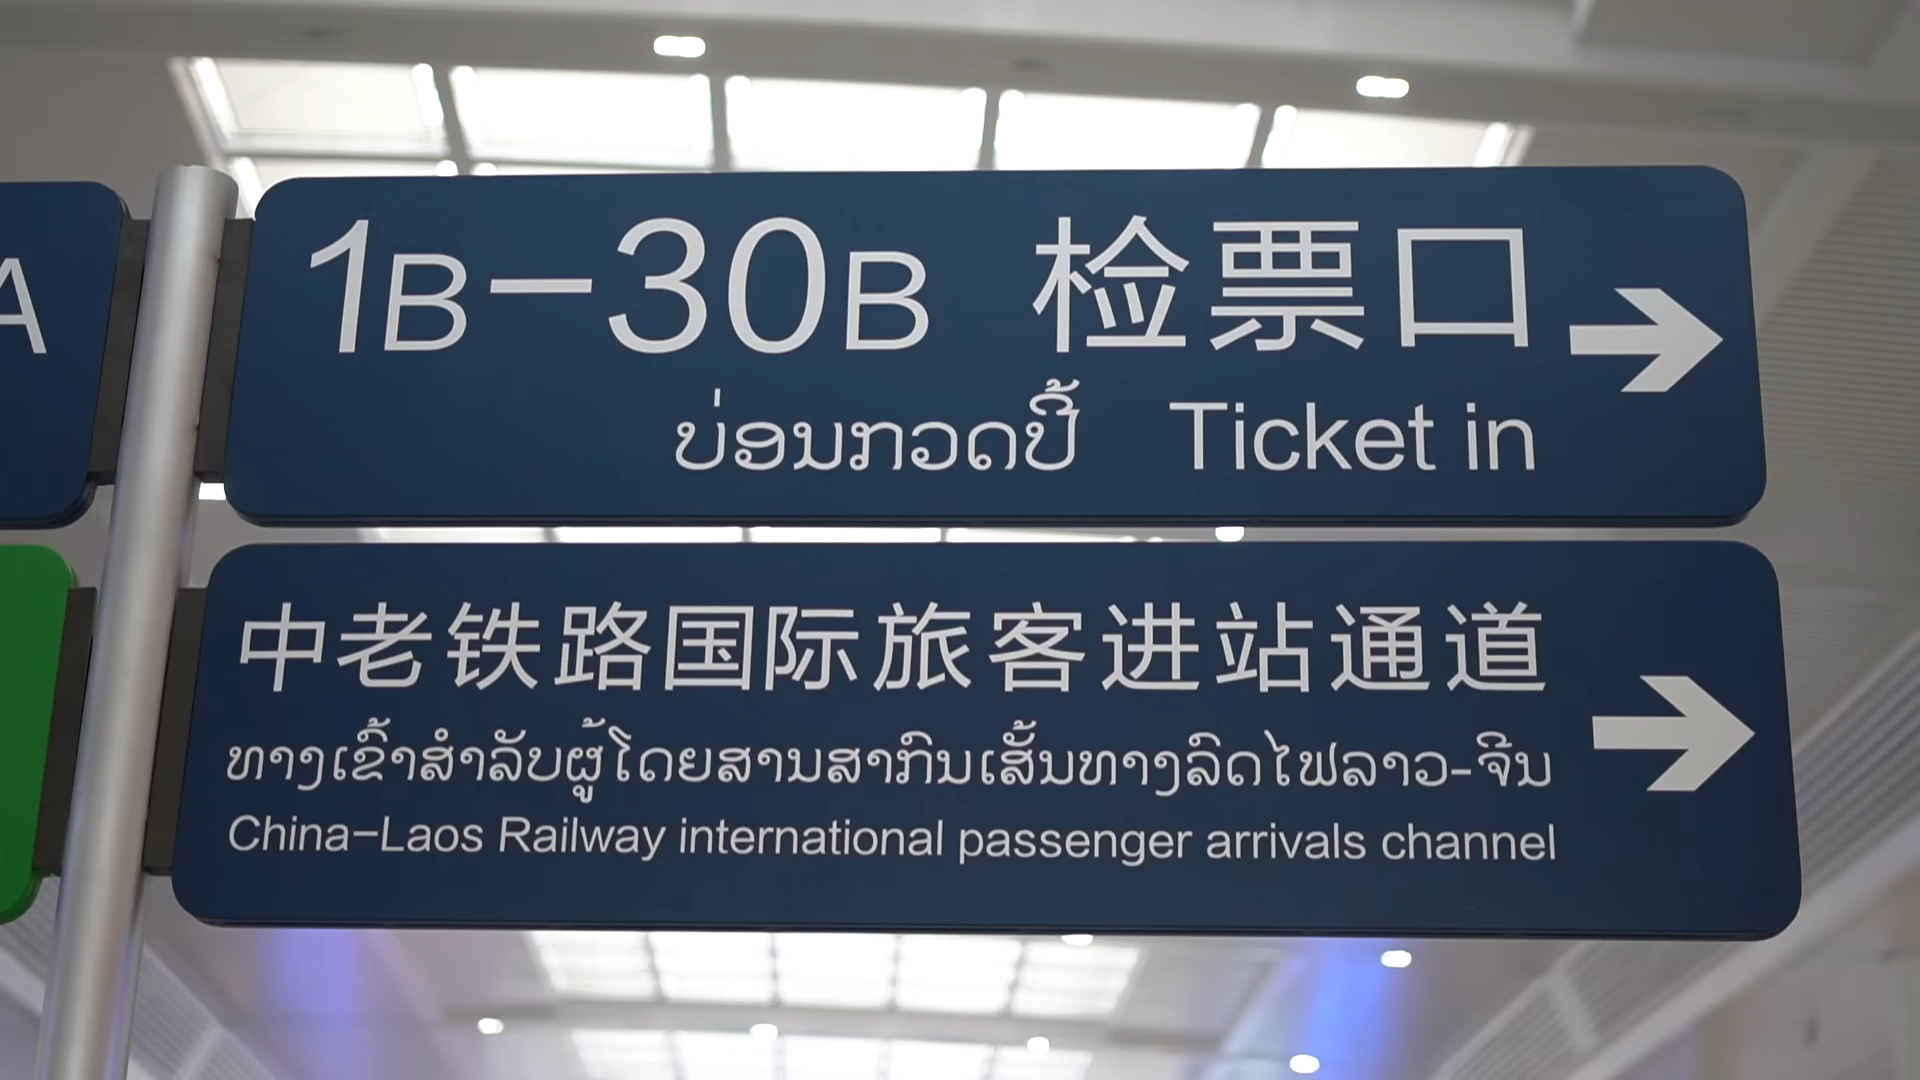 A
1B–30B 检票口
ບ່ອນກວດປີ້ Ticket in
中老铁路国际旅客进站通道
ທາງເຂົ້າສຳລັບຜູ້ໂດຍສານສາກົນເສັ້ນທາງລົດໄຟລາວ-ຈີນ
China–Laos Railway international passenger arrivals channel